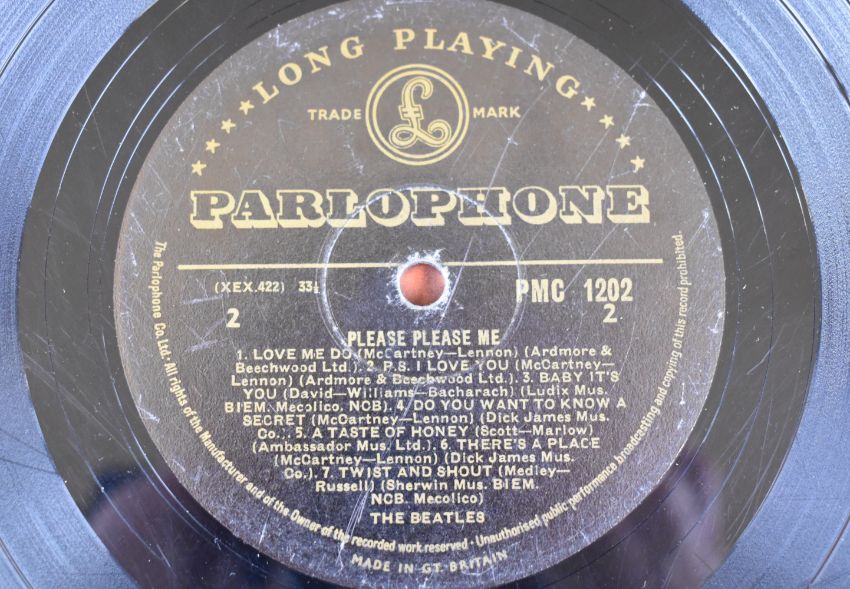 LONG PLAYING
TRADE £ MARK
PARLOPHONE
(XEX.422) 33⅓ PMC 1202
2 2
PLEASE PLEASE ME
1. LOVE ME DO (McCartney—Lennon) (Ardmore &
Beechwood Ltd.). 2. P.S. I LOVE YOU (McCartney—
Lennon) (Ardmore & Beechwood Ltd.). 3. BABY IT'S
YOU (David—Williams—Bacharach) (Ludix Mus.
BIEM. Mecolico. NCB). 4. DO YOU WANT TO KNOW A
SECRET (McCartney—Lennon) (Dick James Mus.
Co.). 5. A TASTE OF HONEY (Scott—Marlow)
(Ambassador Mus. Ltd.). 6. THERE'S A PLACE
(McCartney—Lennon) (Dick James Mus.
Co.). 7. TWIST AND SHOUT (Medley—
Russell) (Sherwin Mus. BIEM.
NCB. Mecolico)
THE BEATLES
The Parlophone Co. Ltd · All rights of the Manufacturer and of the Owner of the recorded work reserved · Unauthorised public performance broadcasting and copying of this record prohibited.
MADE IN GT. BRITAIN